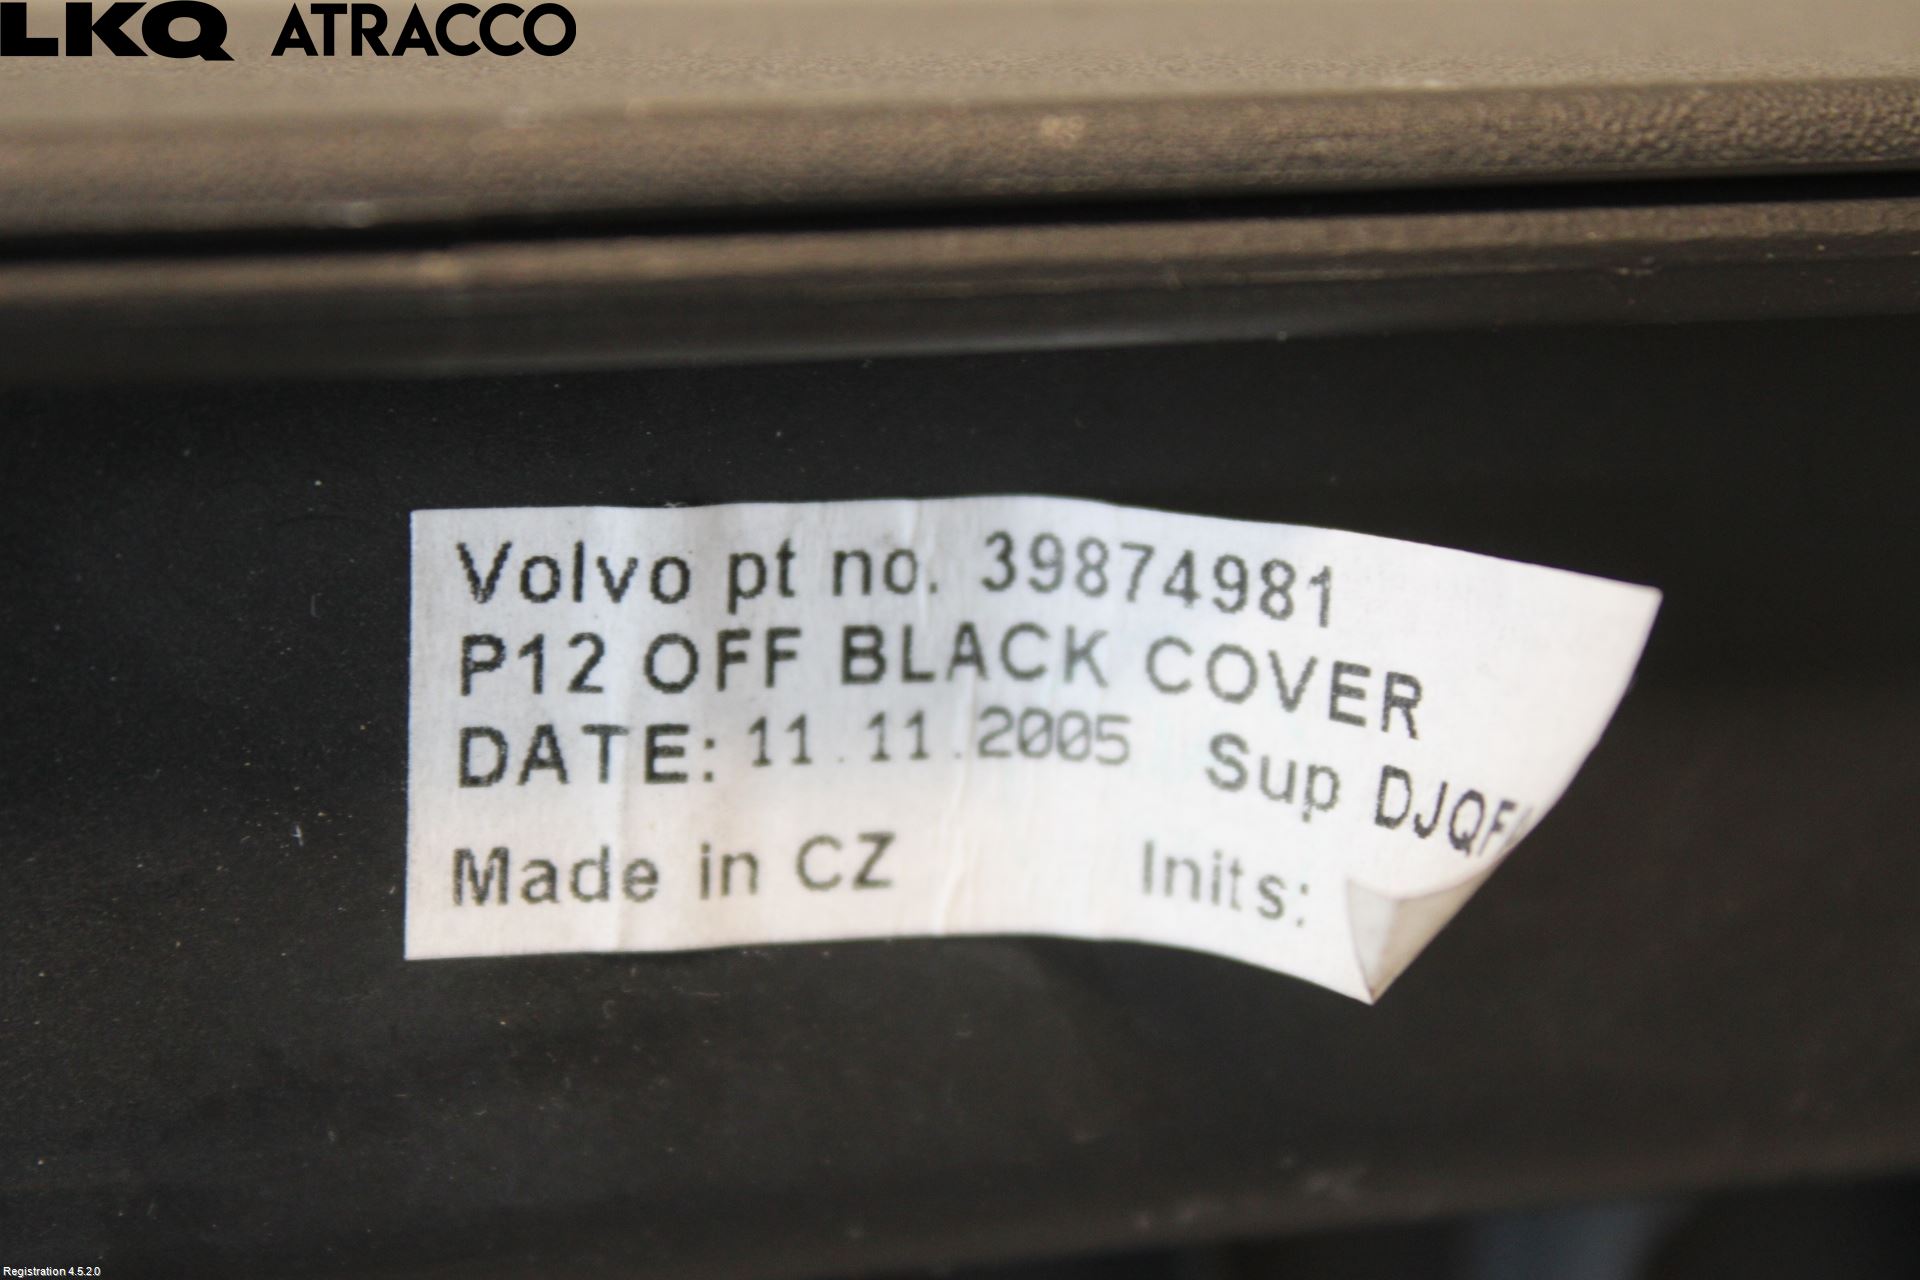 LKQ ATRACCO
Volvo pt no. 39874981
P12 OFF BLACK COVER
DATE: 11.11.2005 Sup
Made in CZ Inits:
Registration 4.5.2.0